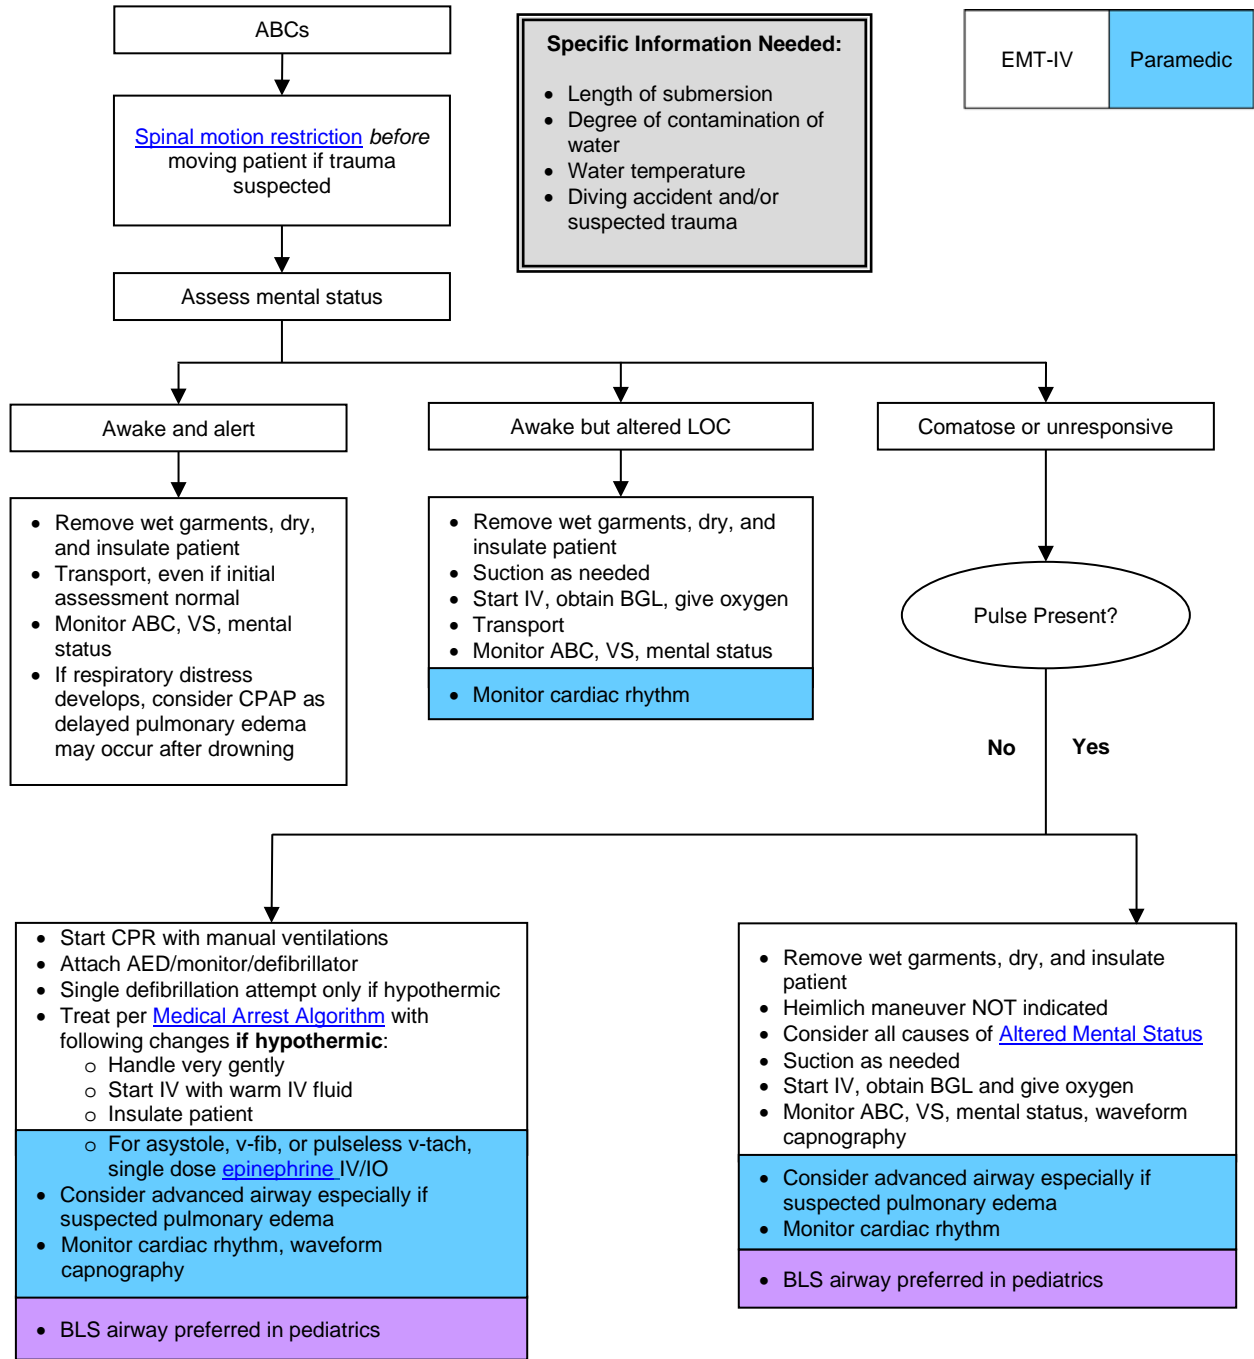 ABCs
Specific Information Needed:
• Length of submersion
• Degree of contamination of
water
• Water temperature
• Diving accident and/or
suspected trauma
EMT-IV
Paramedic
Spinal motion restriction before
moving patient if trauma
suspected
Assess mental status
Awake and alert
• Remove wet garments, dry,
and insulate patient
• Transport, even if initial
assessment normal
• Monitor ABC, VS, mental
status
• If respiratory distress
develops, consider CPAP as
delayed pulmonary edema
may occur after drowning
Awake but altered LOC
• Remove wet garments, dry, and
insulate patient
• Suction as needed
• Start IV, obtain BGL, give oxygen
• Transport
• Monitor ABC, VS, mental status
• Monitor cardiac rhythm
Comatose or unresponsive
Pulse Present?
No
Yes
• Start CPR with manual ventilations
• Attach AED/monitor/defibrillator
• Single defibrillation attempt only if hypothermic
• Treat per Medical Arrest Algorithm with
following changes if hypothermic:
o Handle very gently
o Start IV with warm IV fluid
o Insulate patient
o For asystole, v-fib, or pulseless v-tach,
single dose epinephrine IV/IO
• Consider advanced airway especially if
suspected pulmonary edema
• Monitor cardiac rhythm, waveform
capnography
• BLS airway preferred in pediatrics
• Remove wet garments, dry, and insulate
patient
• Heimlich maneuver NOT indicated
• Consider all causes of Altered Mental Status
• Suction as needed
• Start IV, obtain BGL and give oxygen
• Monitor ABC, VS, mental status, waveform
capnography
• Consider advanced airway especially if
suspected pulmonary edema
• Monitor cardiac rhythm
• BLS airway preferred in pediatrics